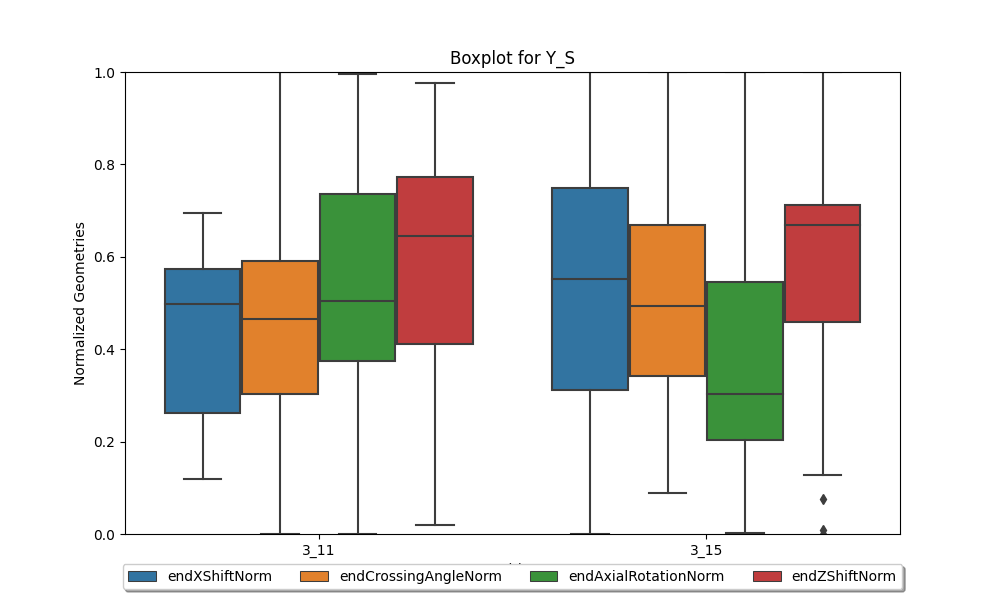 Boxplot for Y_S
1.0
0.8
0.6
0.4
0.2
0.0
Normalized Geometries
3_11
3_15
endXShiftNorm
endCrossingAngleNorm
endAxialRotationNorm
endZShiftNorm